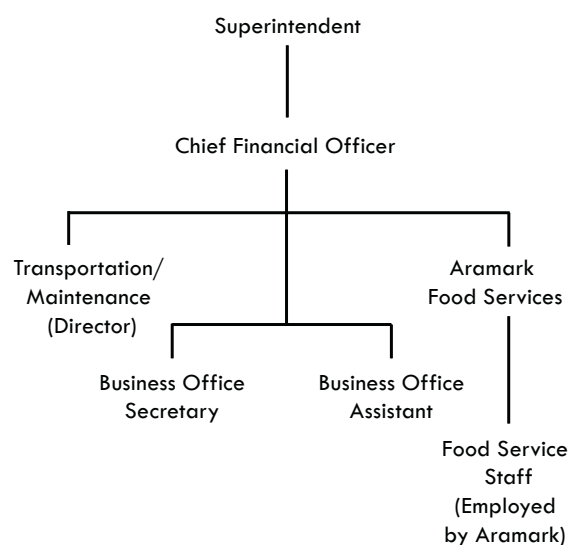 Superintendent
Chief Financial Officer
Transportation/
Maintenance
(Director)
Aramark
Food Services
Business Office
Secretary
Business Office
Assistant
Food Service
Staff
(Employed
by Aramark)